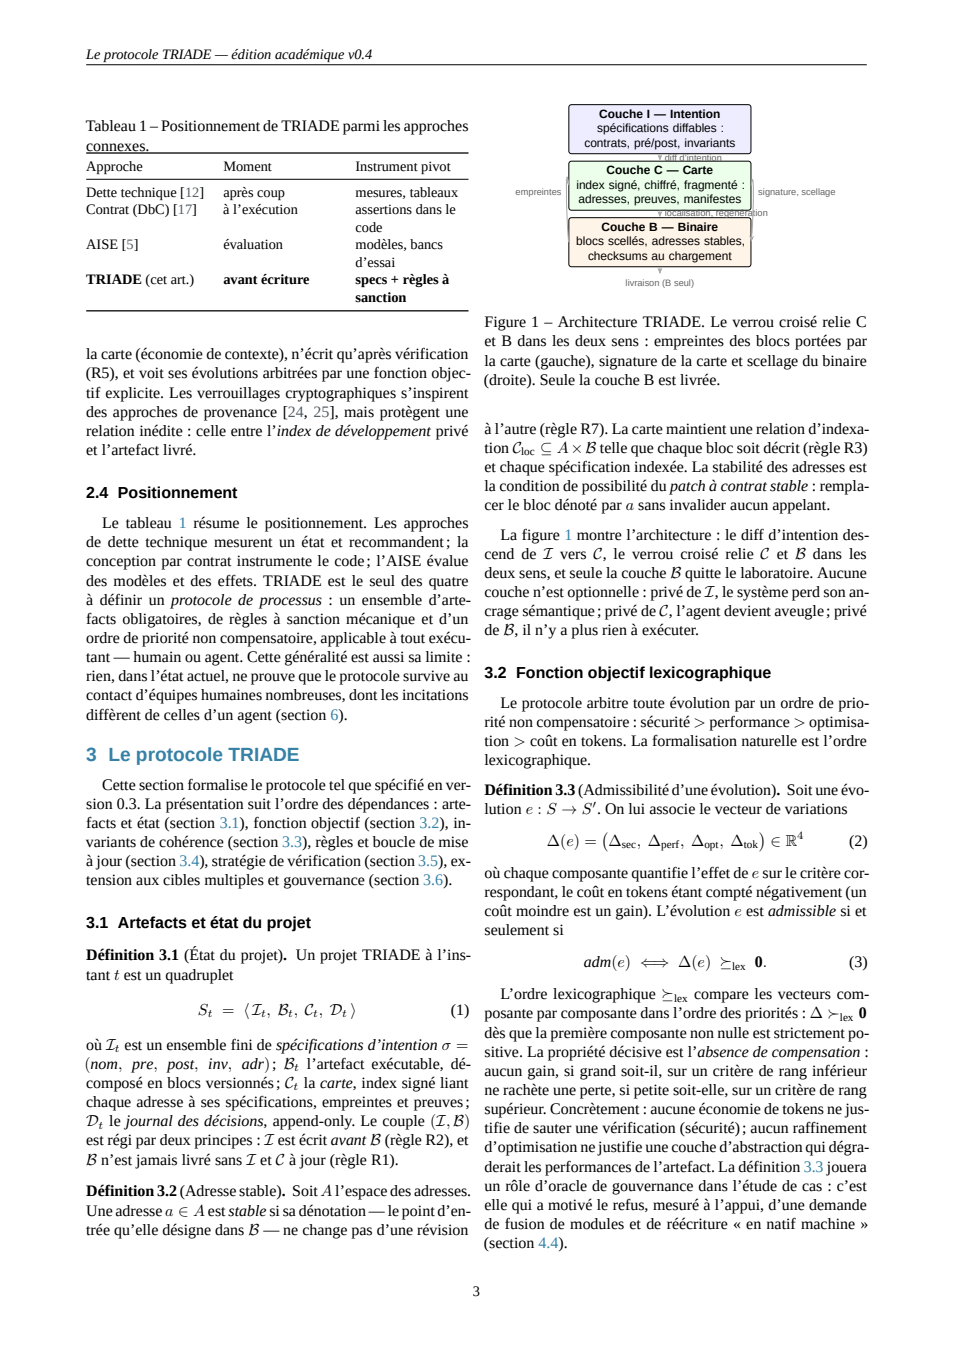 Le protocole TRIADE — édition académique v0.4
Tableau 1 – Positionnement de TRIADE parmi les approches
connexes.
Approche Moment Instrument pivot
Dette technique [12] après coup mesures, tableaux
Contrat (DbC) [17] à l’exécution assertions dans le
code
AISE [5] évaluation modèles, bancs
d’essai
TRIADE (cet art.) avant écriture specs + règles à
sanction
la carte (économie de contexte), n’écrit qu’après vérification
(R5), et voit ses évolutions arbitrées par une fonction objec-
tif explicite. Les verrouillages cryptographiques s’inspirent
des approches de provenance [24, 25], mais protègent une
relation inédite : celle entre l’index de développement privé
et l’artefact livré.
2.4 Positionnement
Le tableau 1 résume le positionnement. Les approches
de dette technique mesurent un état et recommandent ; la
conception par contrat instrumente le code ; l’AISE évalue
des modèles et des effets. TRIADE est le seul des quatre
à définir un protocole de processus : un ensemble d’arte-
facts obligatoires, de règles à sanction mécanique et d’un
ordre de priorité non compensatoire, applicable à tout exécu-
tant — humain ou agent. Cette généralité est aussi sa limite :
rien, dans l’état actuel, ne prouve que le protocole survive au
contact d’équipes humaines nombreuses, dont les incitations
diffèrent de celles d’un agent (section 6).
3 Le protocole TRIADE
Cette section formalise le protocole tel que spécifié en ver-
sion 0.3. La présentation suit l’ordre des dépendances : arte-
facts et état (section 3.1), fonction objectif (section 3.2), in-
variants de cohérence (section 3.3), règles et boucle de mise
à jour (section 3.4), stratégie de vérification (section 3.5), ex-
tension aux cibles multiples et gouvernance (section 3.6).
3.1 Artefacts et état du projet
Définition 3.1 (État du projet). Un projet TRIADE à l’ins-
tant t est un quadruplet
S_t = ⟨ ℐ_t, ℬ_t, 𝒞_t, 𝒟_t ⟩ (1)
où ℐ_t est un ensemble fini de spécifications d’intention σ =
(nom, pre, post, inv, adr) ; ℬ_t l’artefact exécutable, dé-
composé en blocs versionnés ; 𝒞_t la carte, index signé liant
chaque adresse à ses spécifications, empreintes et preuves ;
𝒟_t le journal des décisions, append-only. Le couple (ℐ, ℬ)
est régi par deux principes : ℐ est écrit avant ℬ (règle R2), et
ℬ n’est jamais livré sans ℐ et 𝒞 à jour (règle R1).
Définition 3.2 (Adresse stable). Soit A l’espace des adresses.
Une adresse a ∈ A est stable si sa dénotation — le point d’en-
trée qu’elle désigne dans ℬ — ne change pas d’une révision
Couche I — Intention
spécifications diffables :
contrats, pré/post, invariants
diff d’intention
Couche C — Carte
index signé, chiffré, fragmenté :
adresses, preuves, manifestes
empreintes
signature, scellage
localisation, régénération
Couche B — Binaire
blocs scellés, adresses stables,
checksums au chargement
livraison (B seul)
Figure 1 – Architecture TRIADE. Le verrou croisé relie C
et B dans les deux sens : empreintes des blocs portées par
la carte (gauche), signature de la carte et scellage du binaire
(droite). Seule la couche B est livrée.
à l’autre (règle R7). La carte maintient une relation d’indexa-
tion 𝒞_loc ⊆ A × ℬ telle que chaque bloc soit décrit (règle R3)
et chaque spécification indexée. La stabilité des adresses est
la condition de possibilité du patch à contrat stable : rempla-
cer le bloc dénoté par a sans invalider aucun appelant.
La figure 1 montre l’architecture : le diff d’intention des-
cend de ℐ vers 𝒞, le verrou croisé relie 𝒞 et ℬ dans les
deux sens, et seule la couche ℬ quitte le laboratoire. Aucune
couche n’est optionnelle : privé de ℐ, le système perd son an-
crage sémantique ; privé de 𝒞, l’agent devient aveugle ; privé
de ℬ, il n’y a plus rien à exécuter.
3.2 Fonction objectif lexicographique
Le protocole arbitre toute évolution par un ordre de prio-
rité non compensatoire : sécurité > performance > optimisa-
tion > coût en tokens. La formalisation naturelle est l’ordre
lexicographique.
Définition 3.3 (Admissibilité d’une évolution). Soit une évo-
lution e : S → S′. On lui associe le vecteur de variations
Δ(e) = (Δ_sec, Δ_perf, Δ_opt, Δ_tok) ∈ ℝ⁴ (2)
où chaque composante quantifie l’effet de e sur le critère cor-
respondant, le coût en tokens étant compté négativement (un
coût moindre est un gain). L’évolution e est admissible si et
seulement si
adm(e) ⟺ Δ(e) ⪰_lex 0. (3)
L’ordre lexicographique ⪰_lex compare les vecteurs com-
posante par composante dans l’ordre des priorités : Δ ≻_lex 0
dès que la première composante non nulle est strictement po-
sitive. La propriété décisive est l’absence de compensation :
aucun gain, si grand soit-il, sur un critère de rang inférieur
ne rachète une perte, si petite soit-elle, sur un critère de rang
supérieur. Concrètement : aucune économie de tokens ne jus-
tifie de sauter une vérification (sécurité) ; aucun raffinement
d’optimisation ne justifie une couche d’abstraction qui dégra-
derait les performances de l’artefact. La définition 3.3 jouera
un rôle d’oracle de gouvernance dans l’étude de cas : c’est
elle qui a motivé le refus, mesuré à l’appui, d’une demande
de fusion de modules et de réécriture « en natif machine »
(section 4.4).
3